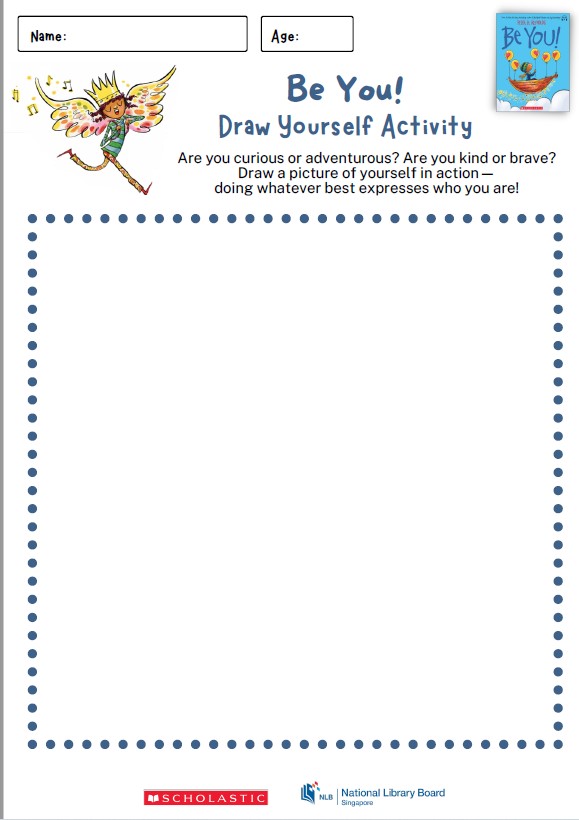 Name:
Age:
Be You!
Be You!
Draw Yourself Activity
Are you curious or adventurous? Are you kind or brave?
Draw a picture of yourself in action—
doing whatever best expresses who you are!
SCHOLASTIC
NLB
National Library Board
Singapore